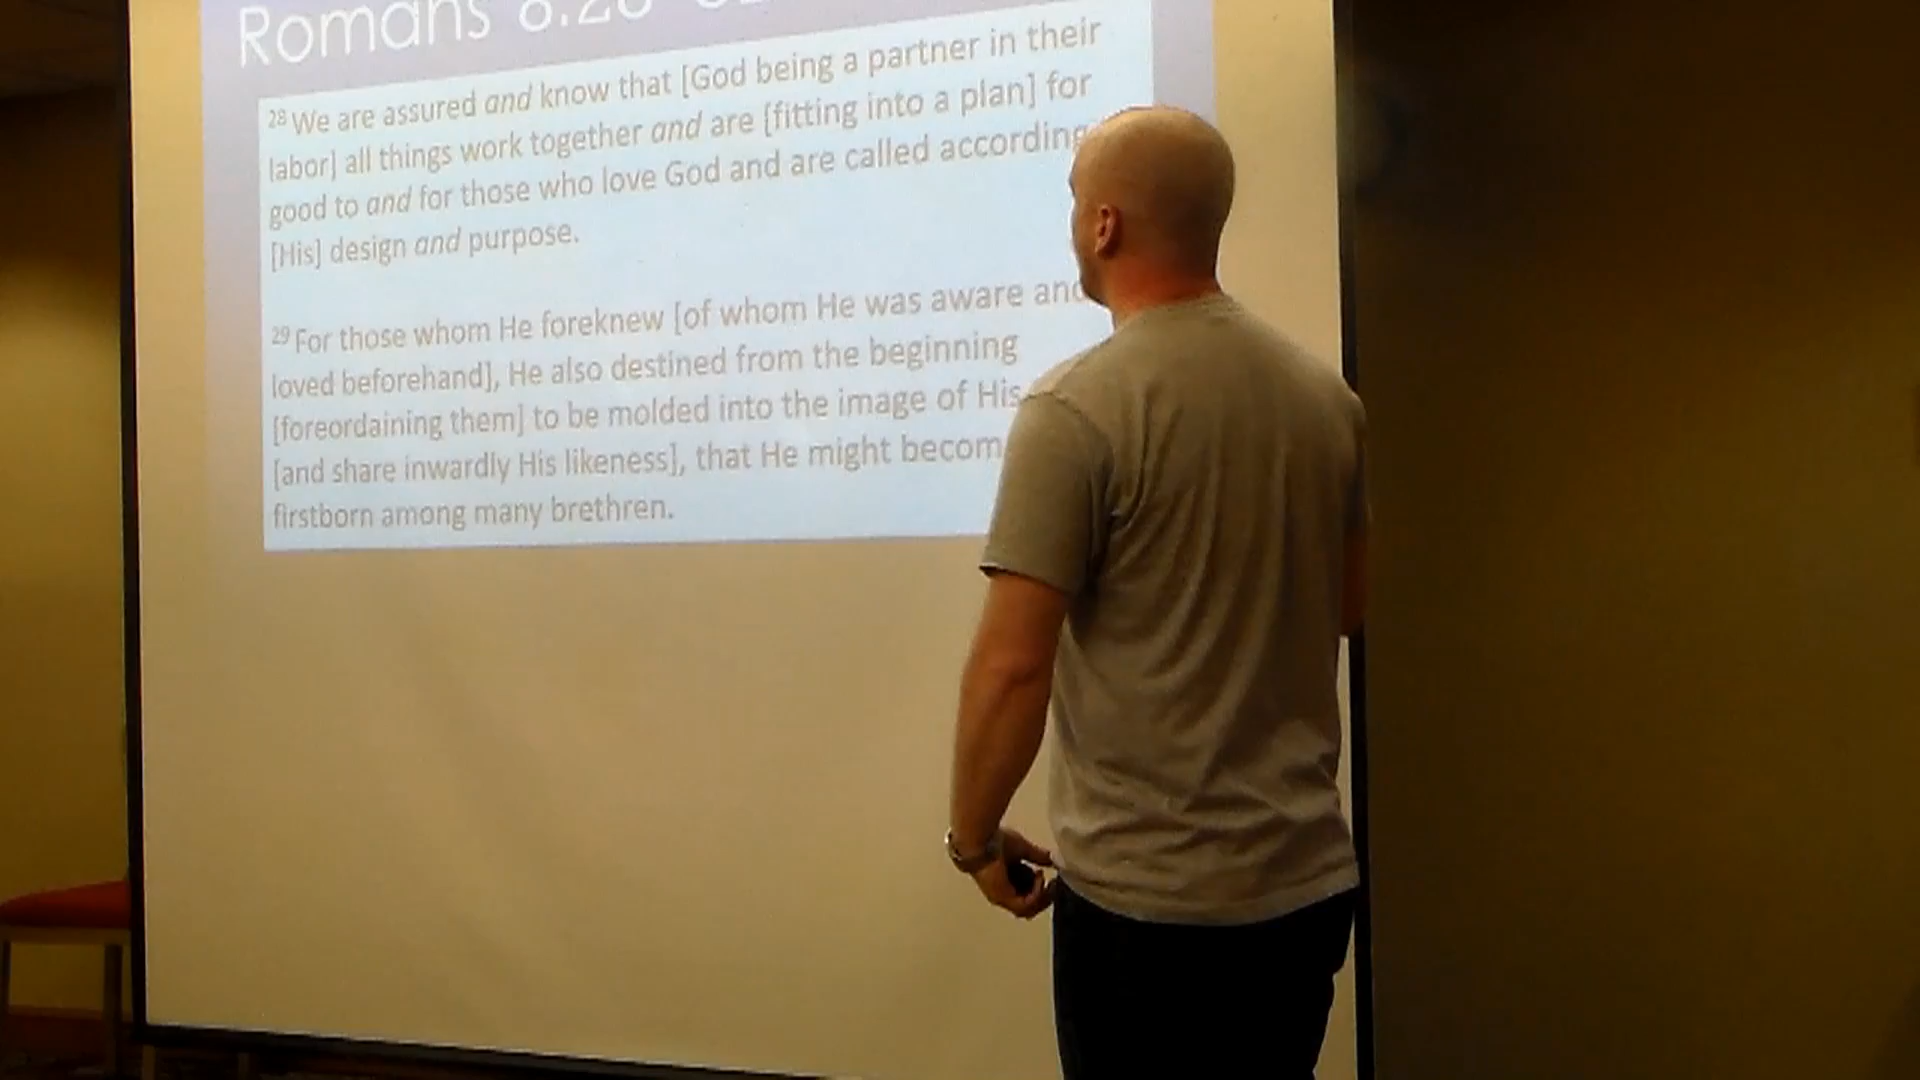 Romans 8:28
28 We are assured and know that [God being a partner in their
labor] all things work together and are [fitting into a plan] for
good to and for those who love God and are called according
[His] design and purpose.
29 For those whom He foreknew [of whom He was aware and
loved beforehand], He also destined from the beginning
[foreordaining them] to be molded into the image of His
[and share inwardly His likeness], that He might becom
firstborn among many brethren.